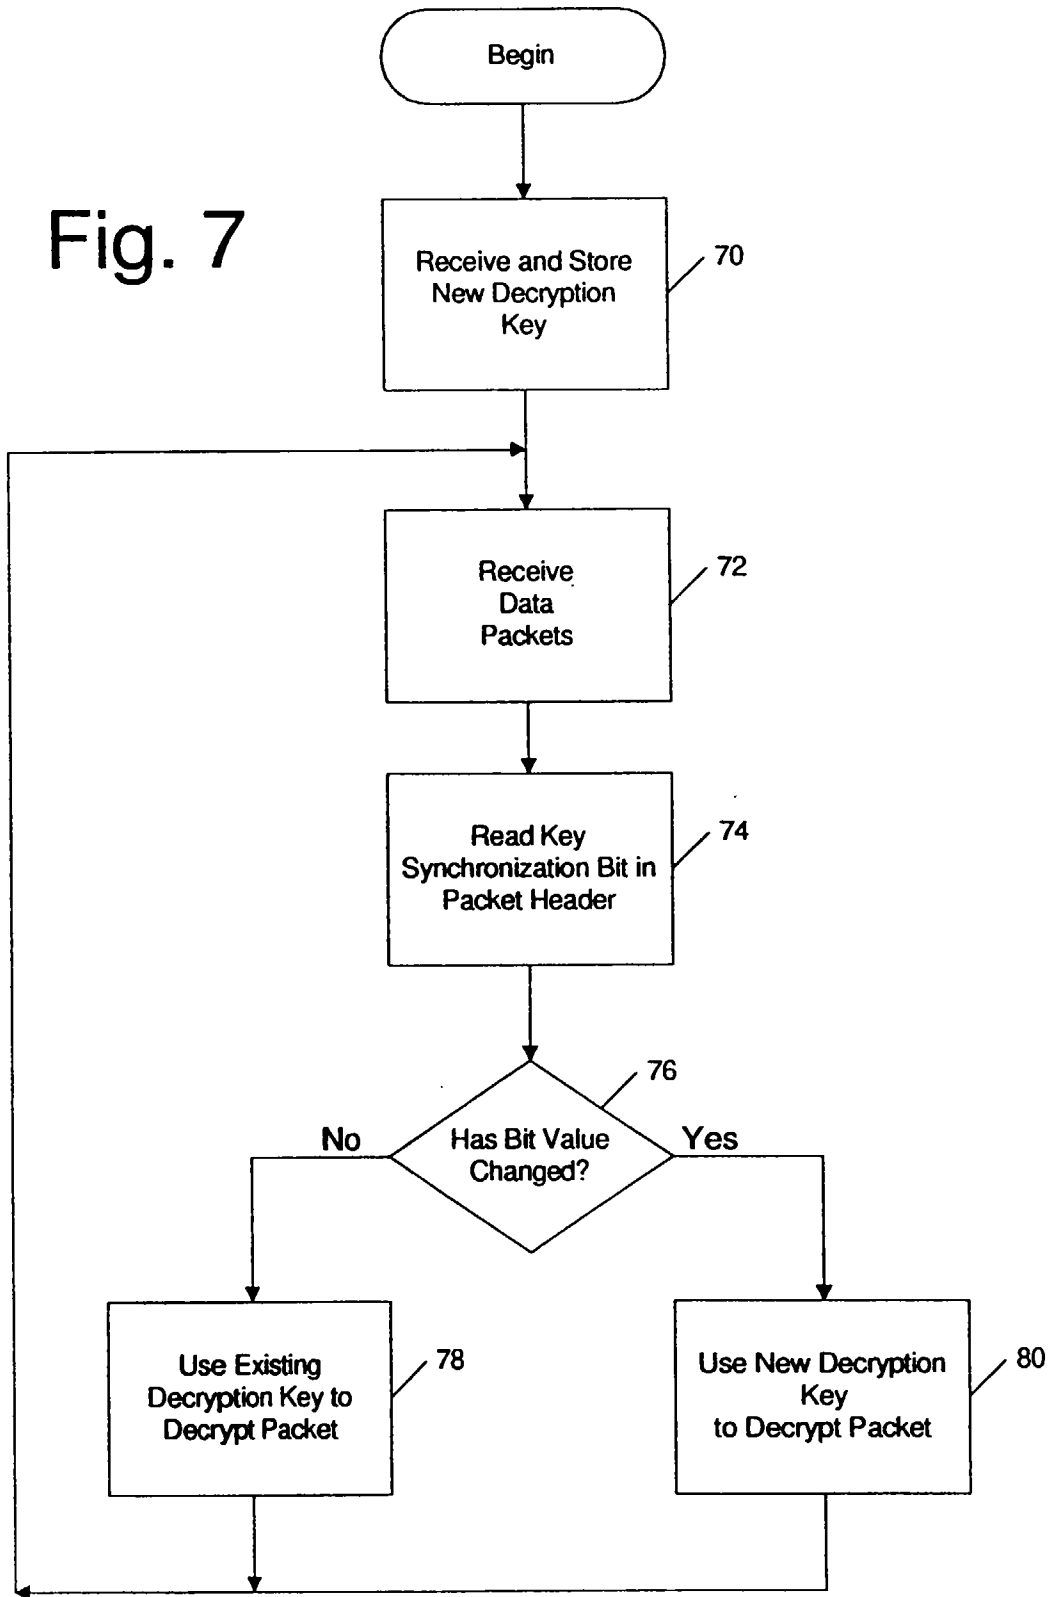 Begin
Fig. 7
Receive and Store
New Decryption
Key
70
Receive
Data
Packets
72
Read Key
Synchronization Bit in
Packet Header
74
76
No
Has Bit Value
Changed?
Yes
Use Existing
Decryption Key to
Decrypt Packet
78
Use New Decryption
Key
to Decrypt Packet
80